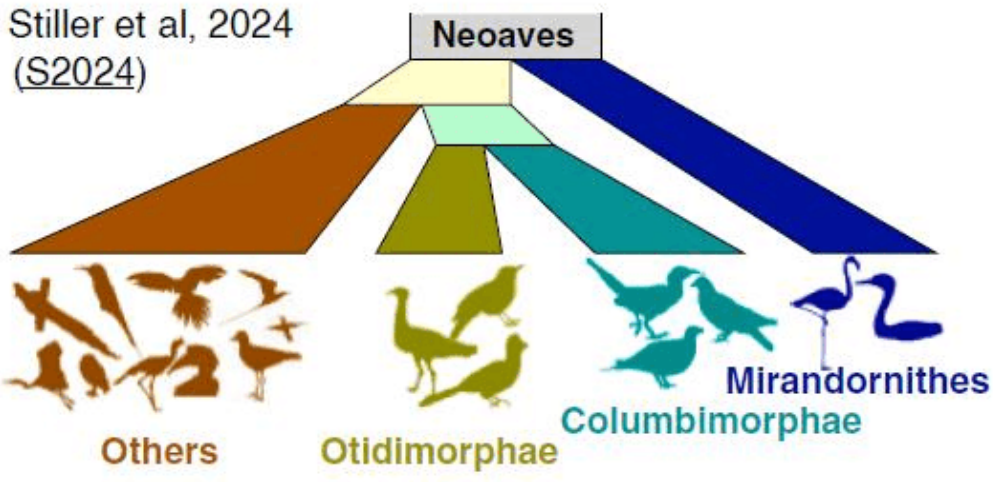 Stiller et al, 2024
(S2024)
Neoaves
Mirandornithes
Columbimorphae
Others
Otidimorphae